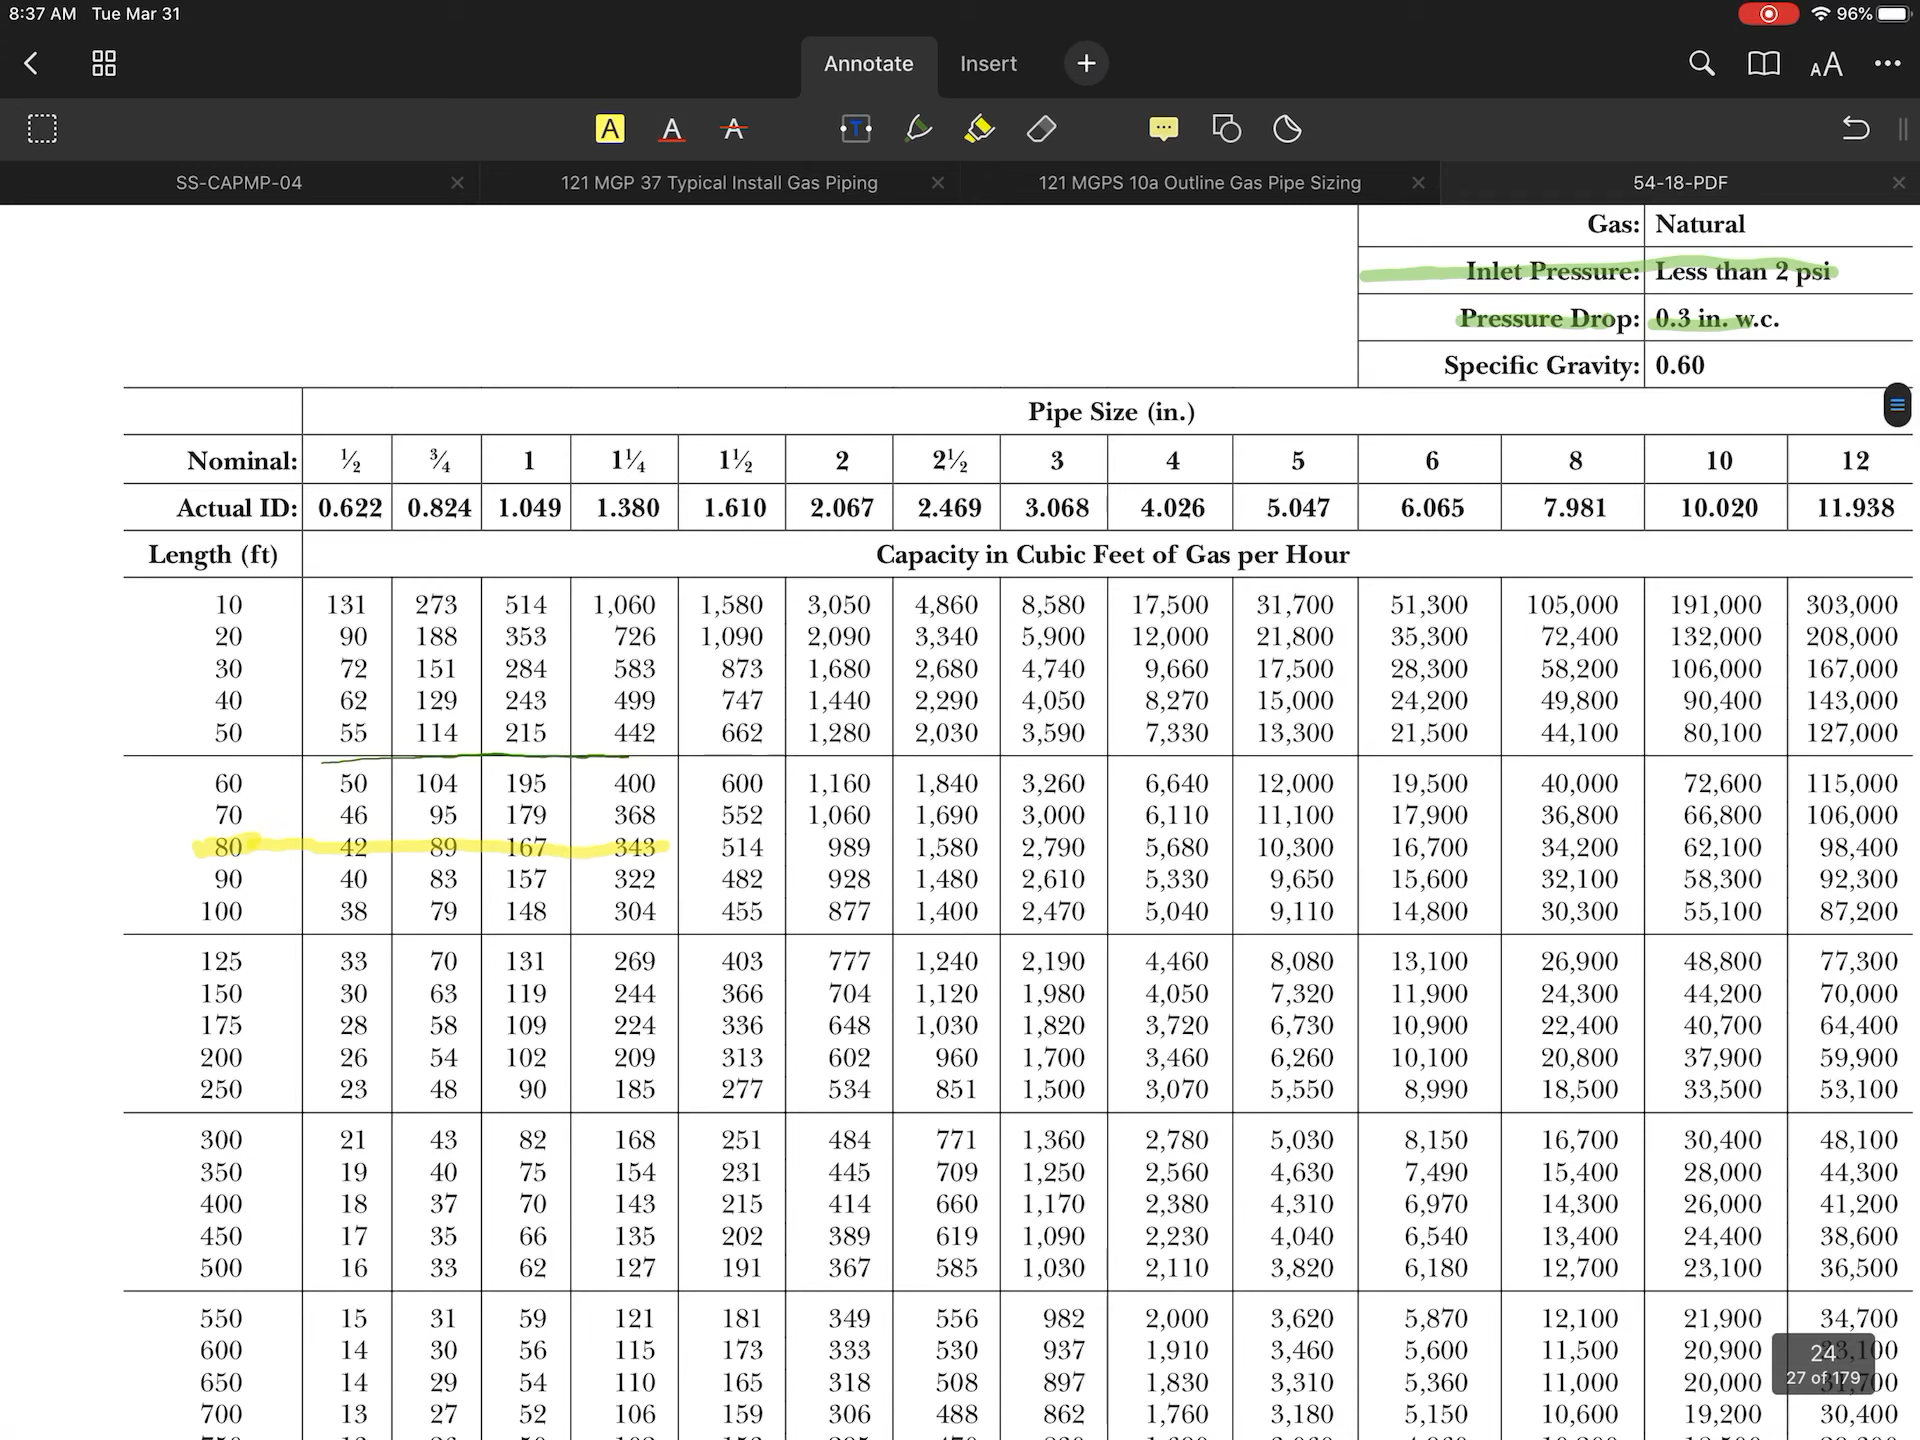 8:37 AM Tue Mar 31 96%
Annotate Insert
SS-CAPMP-04 121 MGP 37 Typical Install Gas Piping 121 MGPS 10a Outline Gas Pipe Sizing 54-18-PDF
Gas: Natural
Inlet Pressure: Less than 2 psi
Pressure Drop: 0.3 in. w.c.
Specific Gravity: 0.60
Pipe Size (in.)
Nominal: ½ ¾ 1 1¼ 1½ 2 2½ 3 4 5 6 8 10 12
Actual ID: 0.622 0.824 1.049 1.380 1.610 2.067 2.469 3.068 4.026 5.047 6.065 7.981 10.020 11.938
Length (ft) Capacity in Cubic Feet of Gas per Hour
10 131 273 514 1,060 1,580 3,050 4,860 8,580 17,500 31,700 51,300 105,000 191,000 303,000
20 90 188 353 726 1,090 2,090 3,340 5,900 12,000 21,800 35,300 72,400 132,000 208,000
30 72 151 284 583 873 1,680 2,680 4,740 9,660 17,500 28,300 58,200 106,000 167,000
40 62 129 243 499 747 1,440 2,290 4,050 8,270 15,000 24,200 49,800 90,400 143,000
50 55 114 215 442 662 1,280 2,030 3,590 7,330 13,300 21,500 44,100 80,100 127,000
60 50 104 195 400 600 1,160 1,840 3,260 6,640 12,000 19,500 40,000 72,600 115,000
70 46 95 179 368 552 1,060 1,690 3,000 6,110 11,100 17,900 36,800 66,800 106,000
80 42 89 167 343 514 989 1,580 2,790 5,680 10,300 16,700 34,200 62,100 98,400
90 40 83 157 322 482 928 1,480 2,610 5,330 9,650 15,600 32,100 58,300 92,300
100 38 79 148 304 455 877 1,400 2,470 5,040 9,110 14,800 30,300 55,100 87,200
125 33 70 131 269 403 777 1,240 2,190 4,460 8,080 13,100 26,900 48,800 77,300
150 30 63 119 244 366 704 1,120 1,980 4,050 7,320 11,900 24,300 44,200 70,000
175 28 58 109 224 336 648 1,030 1,820 3,720 6,730 10,900 22,400 40,700 64,400
200 26 54 102 209 313 602 960 1,700 3,460 6,260 10,100 20,800 37,900 59,900
250 23 48 90 185 277 534 851 1,500 3,070 5,550 8,990 18,500 33,500 53,100
300 21 43 82 168 251 484 771 1,360 2,780 5,030 8,150 16,700 30,400 48,100
350 19 40 75 154 231 445 709 1,250 2,560 4,630 7,490 15,400 28,000 44,300
400 18 37 70 143 215 414 660 1,170 2,380 4,310 6,970 14,300 26,000 41,200
450 17 35 66 135 202 389 619 1,090 2,230 4,040 6,540 13,400 24,400 38,600
500 16 33 62 127 191 367 585 1,030 2,110 3,820 6,180 12,700 23,100 36,500
550 15 31 59 121 181 349 556 982 2,000 3,620 5,870 12,100 21,900 34,700
600 14 30 56 115 173 333 530 937 1,910 3,460 5,600 11,500 20,900
650 14 29 54 110 165 318 508 897 1,830 3,310 5,360 11,000 20,000
700 13 27 52 106 159 306 488 862 1,760 3,180 5,150 10,600 19,200 30,400
24
27 of 179